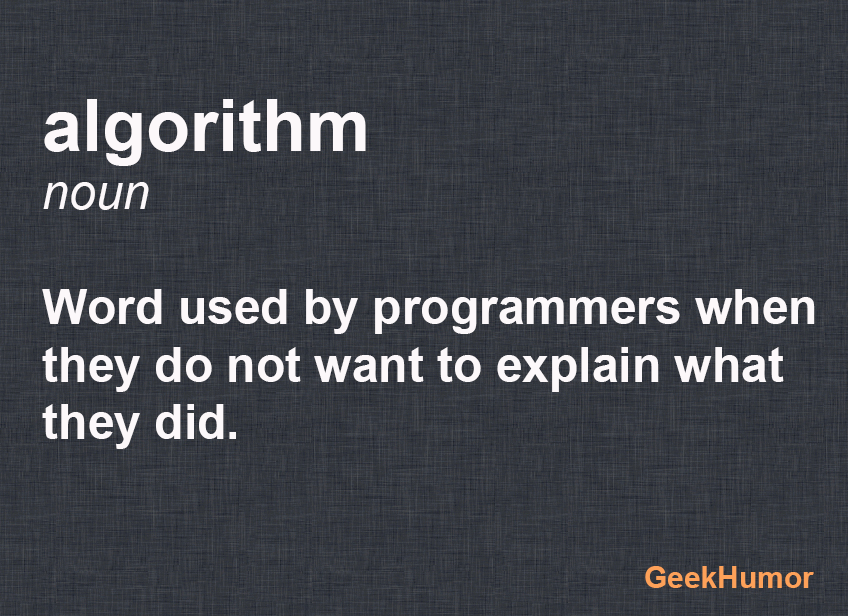 algorithm
noun
Word used by programmers when
they do not want to explain what
they did.
GeekHumor